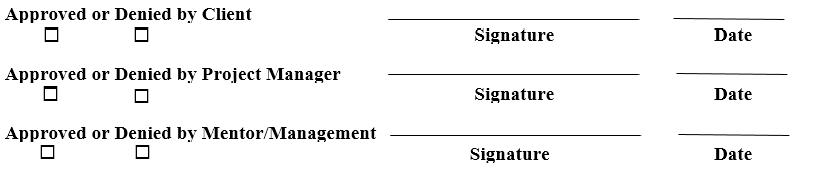 Approved or Denied by Client
☐ ☐ Signature Date
Approved or Denied by Project Manager
☐ ☐ Signature Date
Approved or Denied by Mentor/Management
☐ ☐ Signature Date